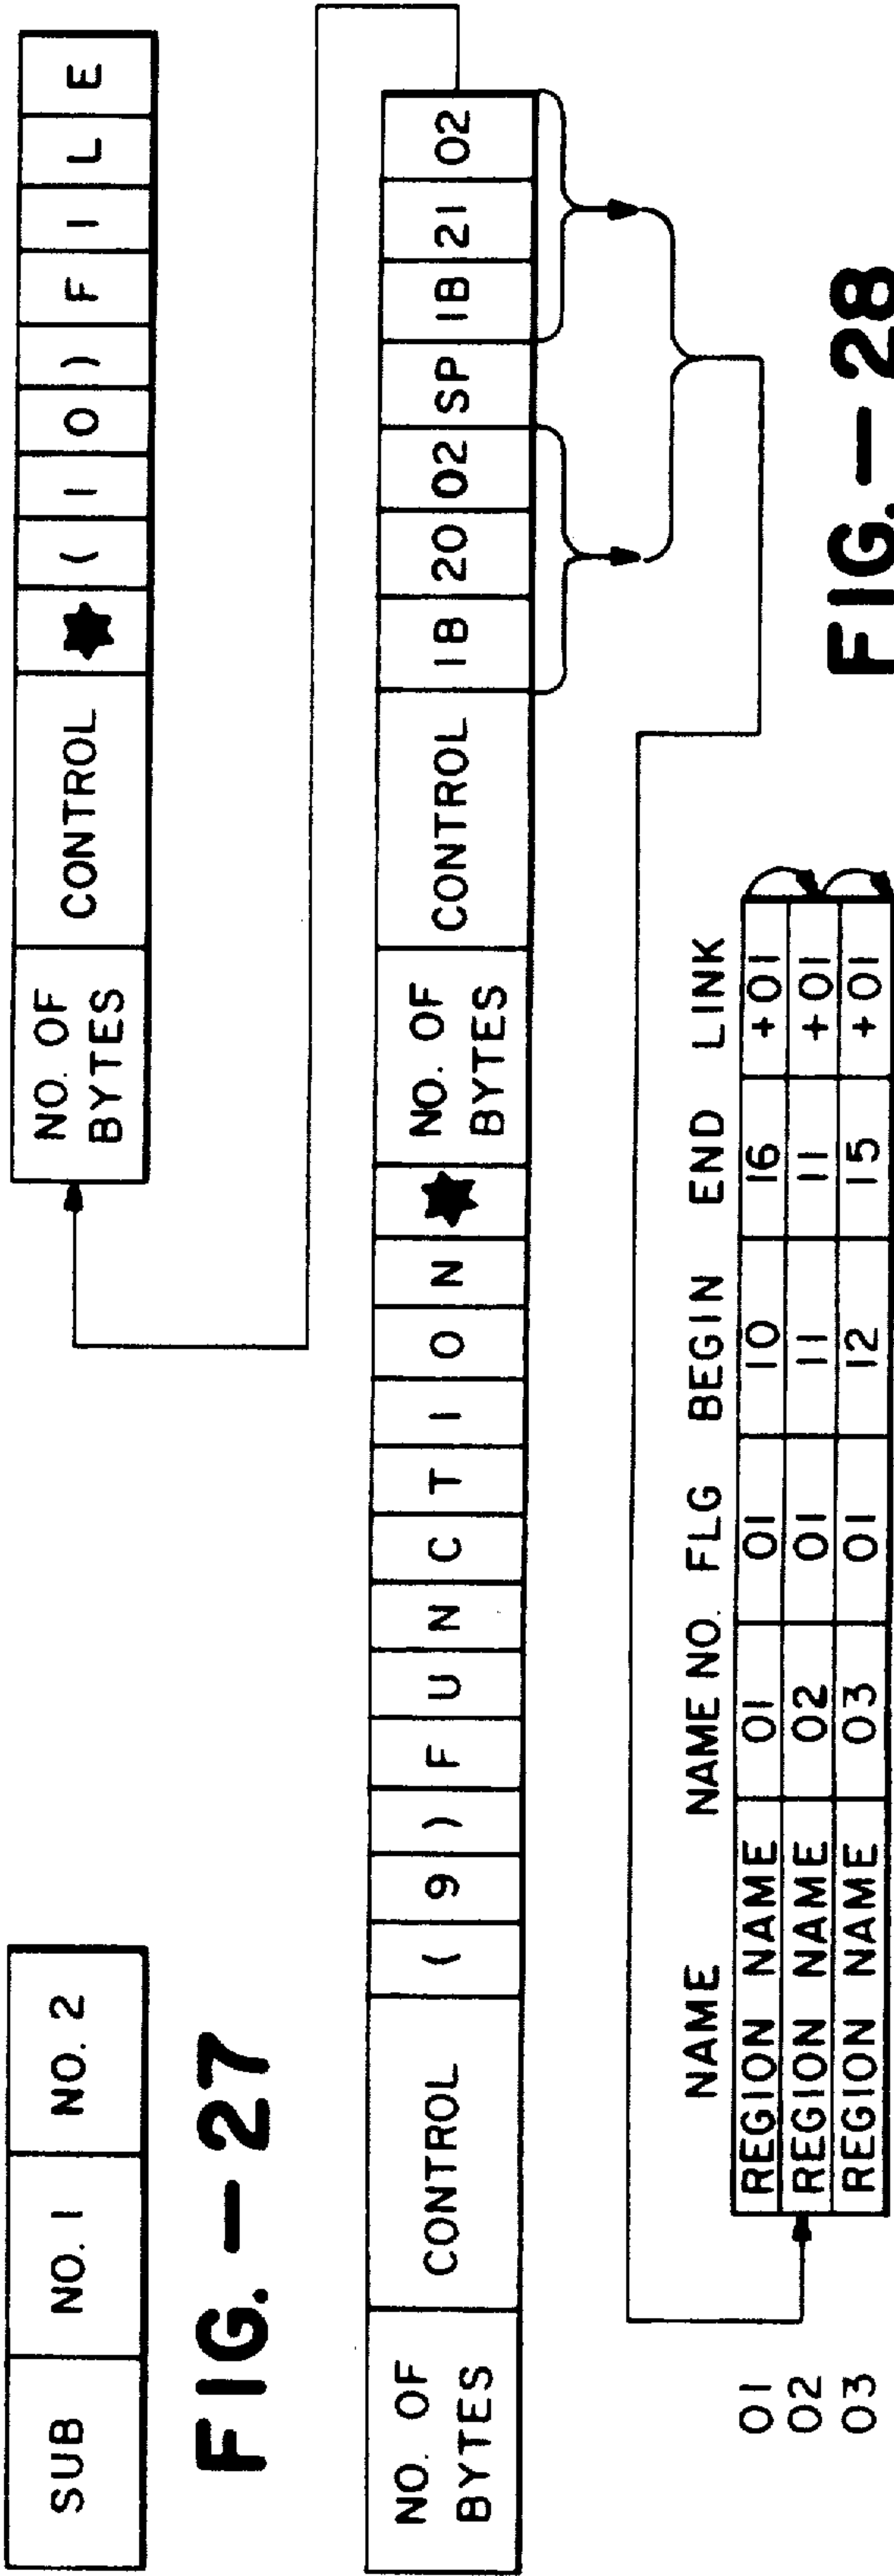 SUB NO. 1 NO. 2
FIG. — 27
NO. OF BYTES CONTROL ★ ( 1 0 ) F I L E
NO. OF BYTES CONTROL ( 9 ) F U N C T I O N ★ NO. OF BYTES CONTROL 1B 20 02 SP 1B 21 02
NAME NAME NO. FLG BEGIN END LINK
01 REGION NAME 01 01 10 16 +01
02 REGION NAME 02 01 11 11 +01
03 REGION NAME 03 01 12 15 +01
FIG. — 28